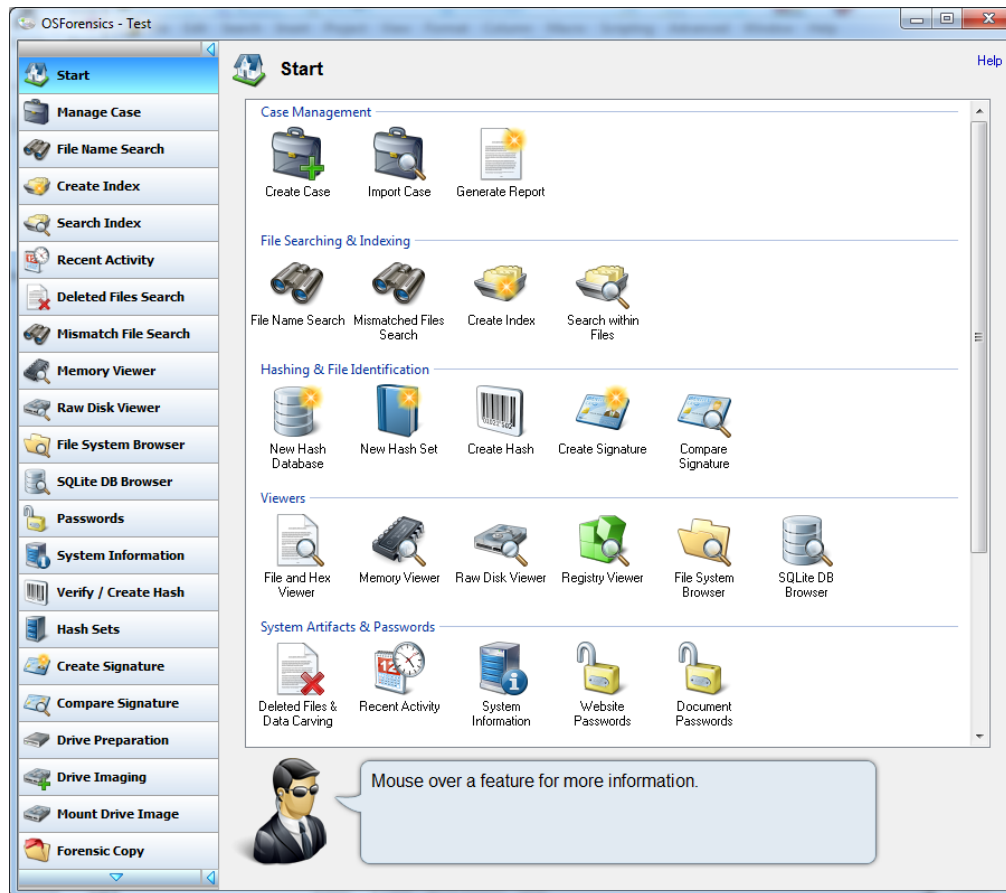 OSForensics - Test
Start
Manage Case
File Name Search
Create Index
Search Index
Recent Activity
Deleted Files Search
Mismatch File Search
Memory Viewer
Raw Disk Viewer
File System Browser
SQLite DB Browser
Passwords
System Information
Verify / Create Hash
Hash Sets
Create Signature
Compare Signature
Drive Preparation
Drive Imaging
Mount Drive Image
Forensic Copy
Start
Help
Case Management
Create Case
Import Case
Generate Report
File Searching & Indexing
File Name Search
Mismatched Files
Search
Create Index
Search within
Files
Hashing & File Identification
New Hash
Database
New Hash Set
Create Hash
Create Signature
Compare
Signature
Viewers
File and Hex
Viewer
Memory Viewer
Raw Disk Viewer
Registry Viewer
File System
Browser
SQLite DB
Browser
System Artifacts & Passwords
Deleted Files &
Data Carving
Recent Activity
System
Information
Website
Passwords
Document
Passwords
Mouse over a feature for more information.